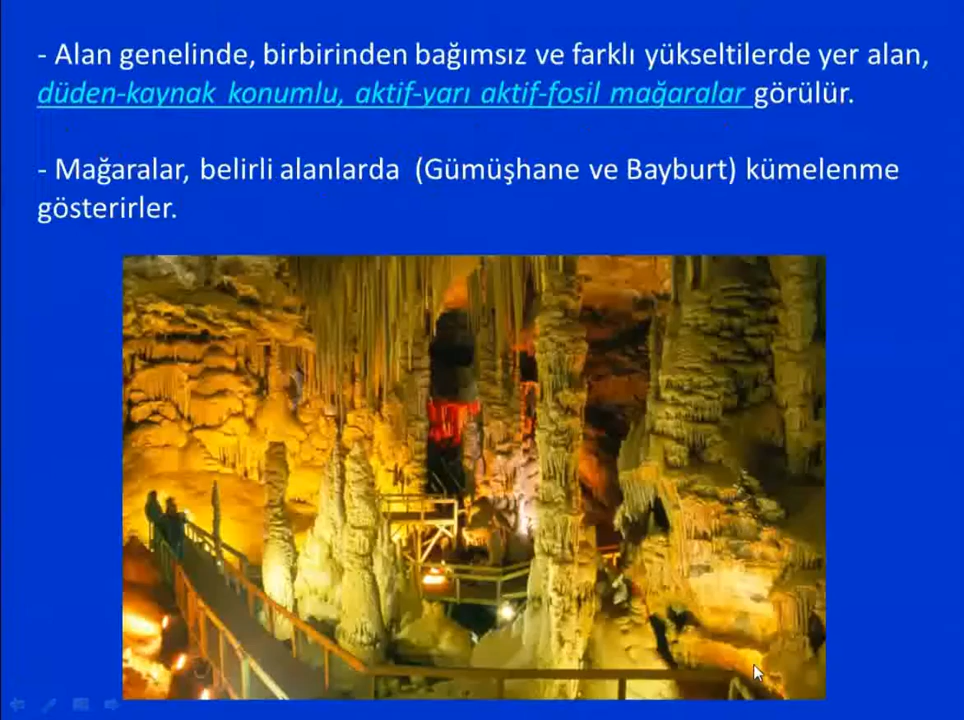 - Alan genelinde, birbirinden bağımsız ve farklı yükseltilerde yer alan,
düden-kaynak konumlu, aktif-yarı aktif-fosil mağaralar görülür.
- Mağaralar, belirli alanlarda (Gümüşhane ve Bayburt) kümelenme
gösterirler.